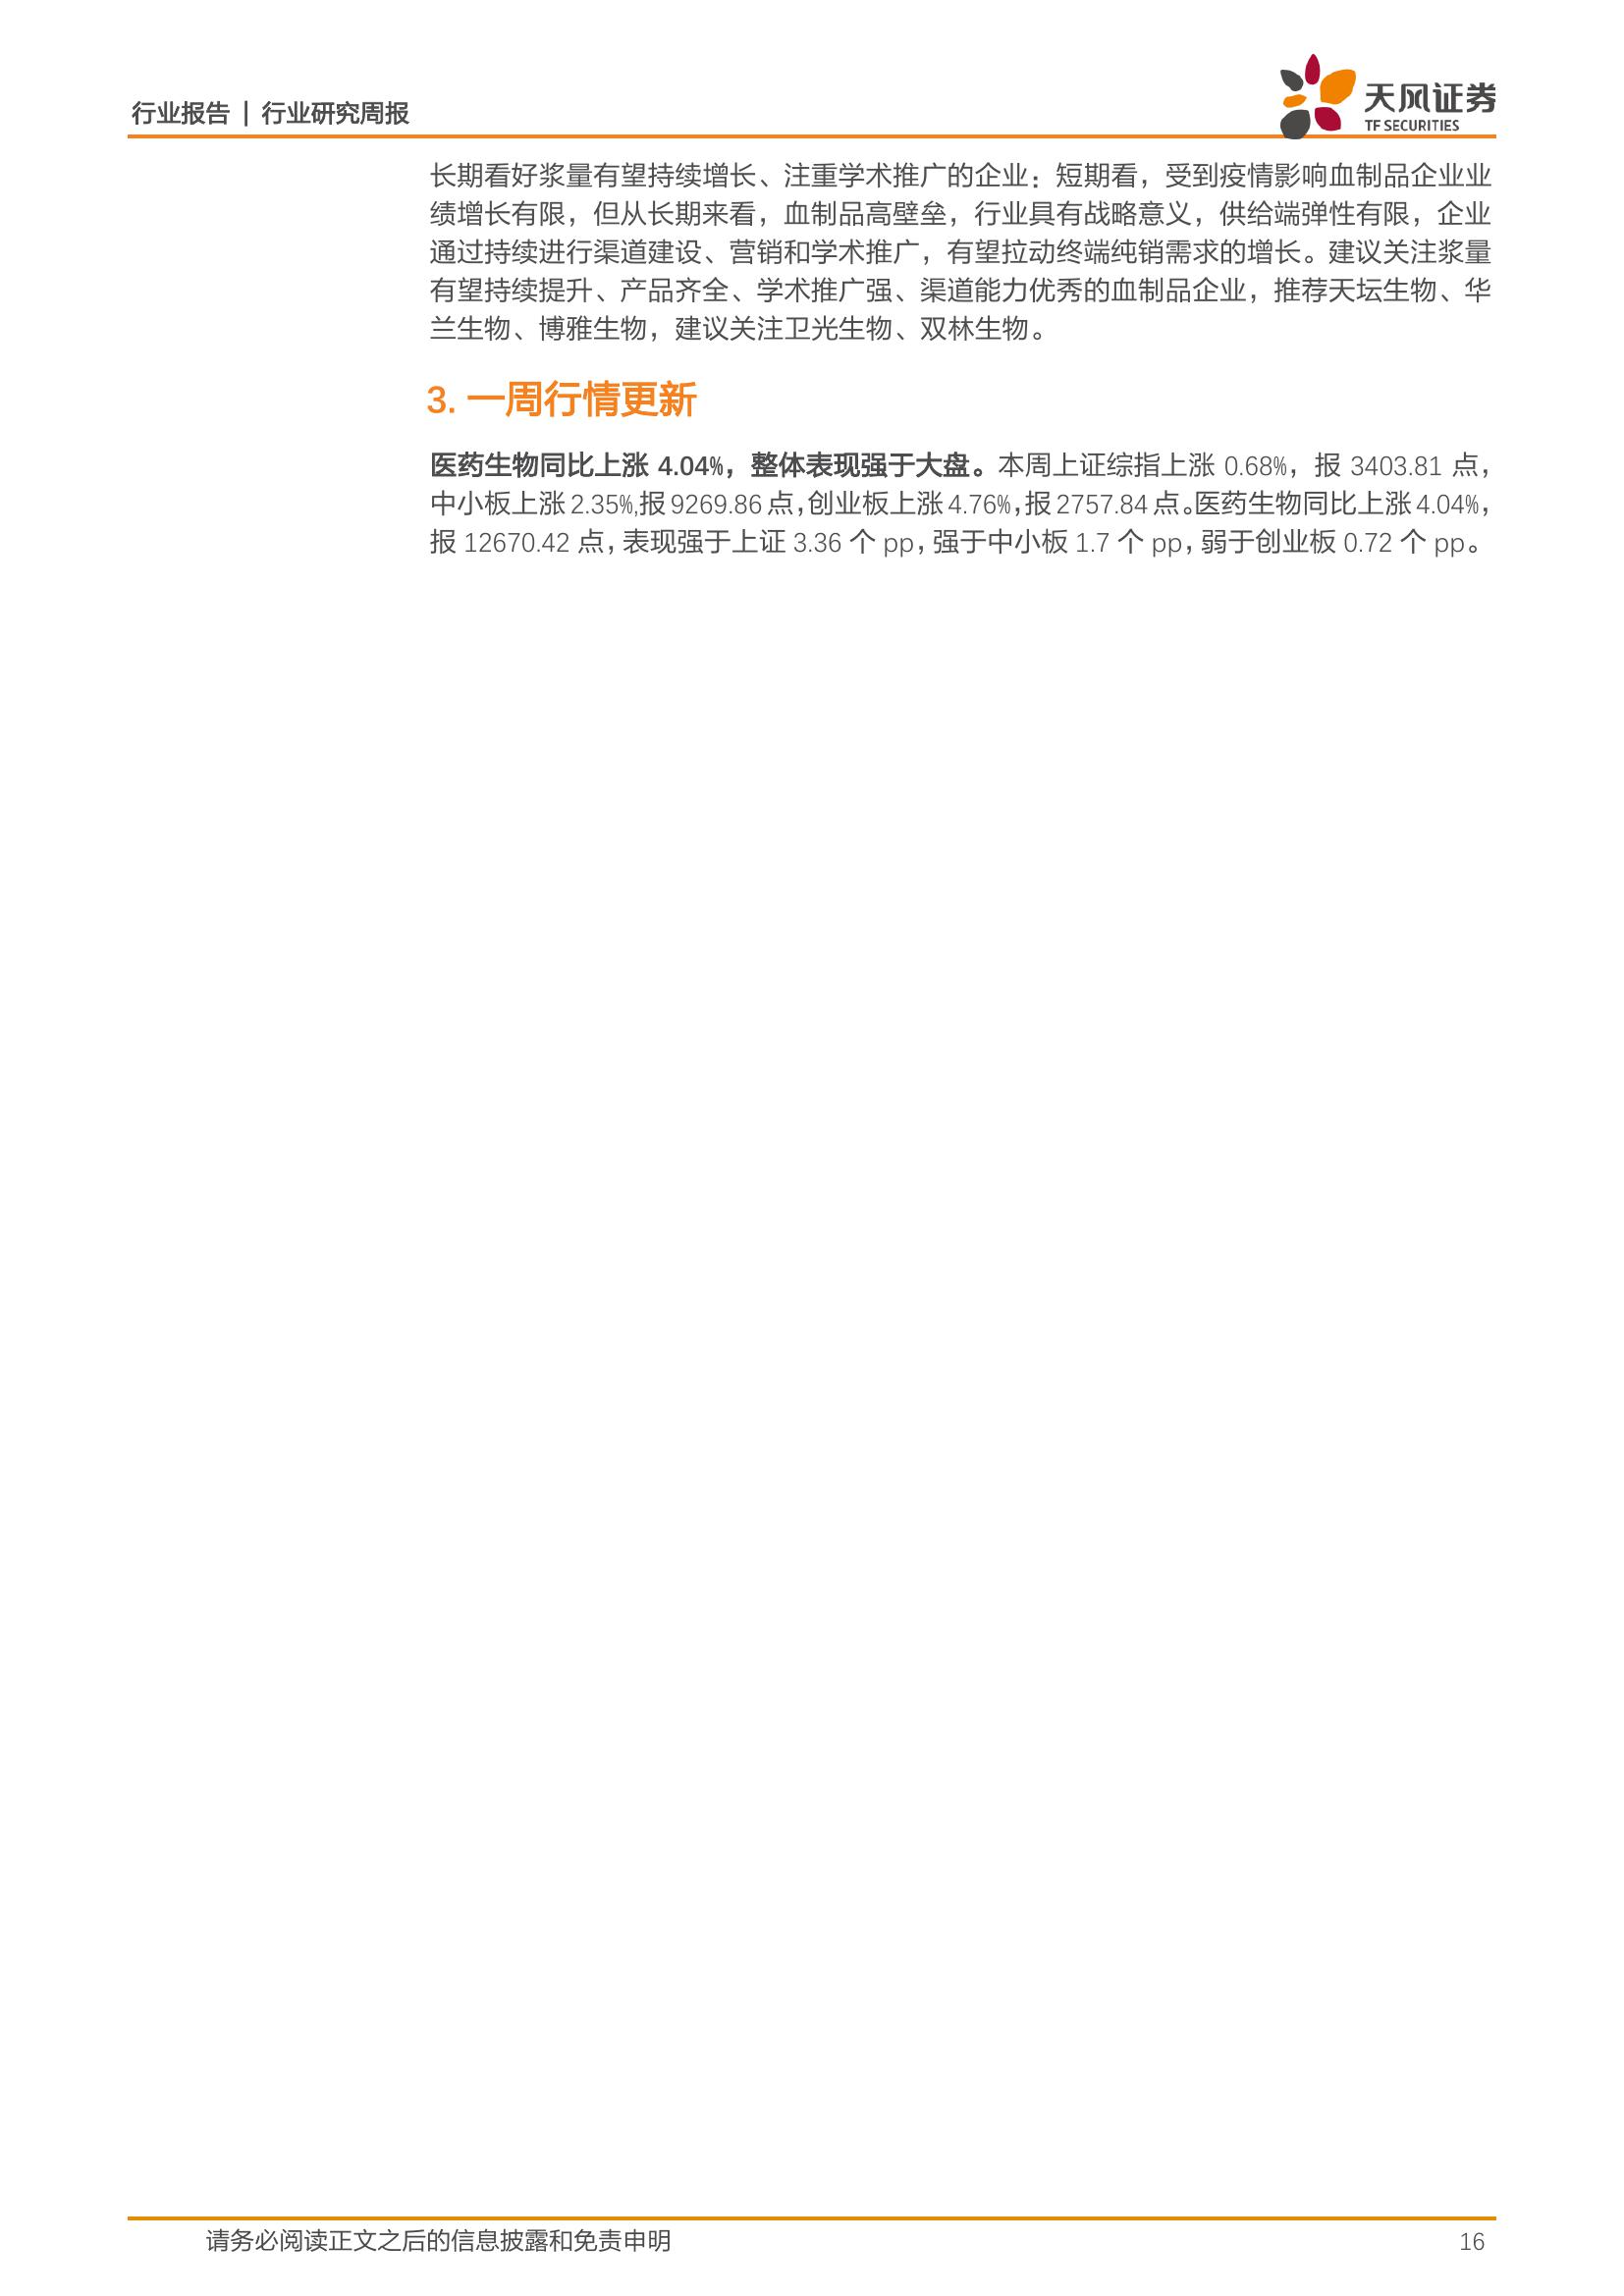 行业报告 | 行业研究周报
天风证券
TF SECURITIES
长期看好浆量有望持续增长、注重学术推广的企业：短期看，受到疫情影响血制品企业业
绩增长有限，但从长期来看，血制品高壁垒，行业具有战略意义，供给端弹性有限，企业
通过持续进行渠道建设、营销和学术推广，有望拉动终端纯销需求的增长。建议关注浆量
有望持续提升、产品齐全、学术推广强、渠道能力优秀的血制品企业，推荐天坛生物、华
兰生物、博雅生物，建议关注卫光生物、双林生物。
3. 一周行情更新
医药生物同比上涨 4.04%，整体表现强于大盘。本周上证综指上涨 0.68%，报 3403.81 点，
中小板上涨 2.35%,报 9269.86 点，创业板上涨 4.76%，报 2757.84 点。医药生物同比上涨 4.04%，
报 12670.42 点，表现强于上证 3.36 个 pp，强于中小板 1.7 个 pp，弱于创业板 0.72 个 pp。
请务必阅读正文之后的信息披露和免责申明
16